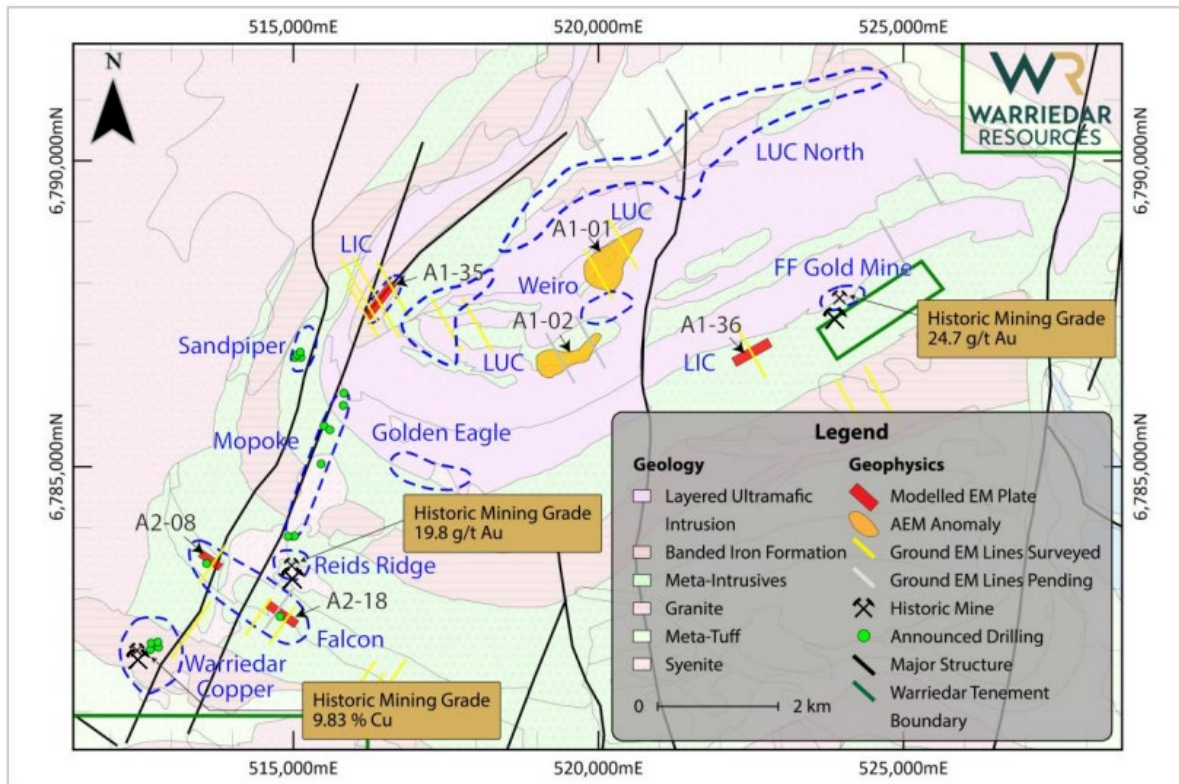 515,000mE
520,000mE
525,000mE
N
WR
WARRIEDAR
RESOURCES
6,790,000mN
6,790,000mN
LUC North
LUC
A1-01
LIC
A1-35
Weiro
FF Gold Mine
A1-02
A1-36
Historic Mining Grade
24.7 g/t Au
Sandpiper
LUC
LIC
Mopoke
Golden Eagle
6,785,000mN
6,785,000mN
A2-08
Historic Mining Grade
19.8 g/t Au
Reids Ridge
A2-18
Falcon
Warriedar
Copper
Historic Mining Grade
9.83 % Cu
Legend
Geology
Layered Ultramafic
Intrusion
Banded Iron Formation
Meta-Intrusives
Granite
Meta-Tuff
Syenite
0
2 km
Geophysics
Modelled EM Plate
AEM Anomaly
Ground EM Lines Surveyed
Ground EM Lines Pending
Historic Mine
Announced Drilling
Major Structure
Warriedar Tenement
Boundary
515,000mE
520,000mE
525,000mE